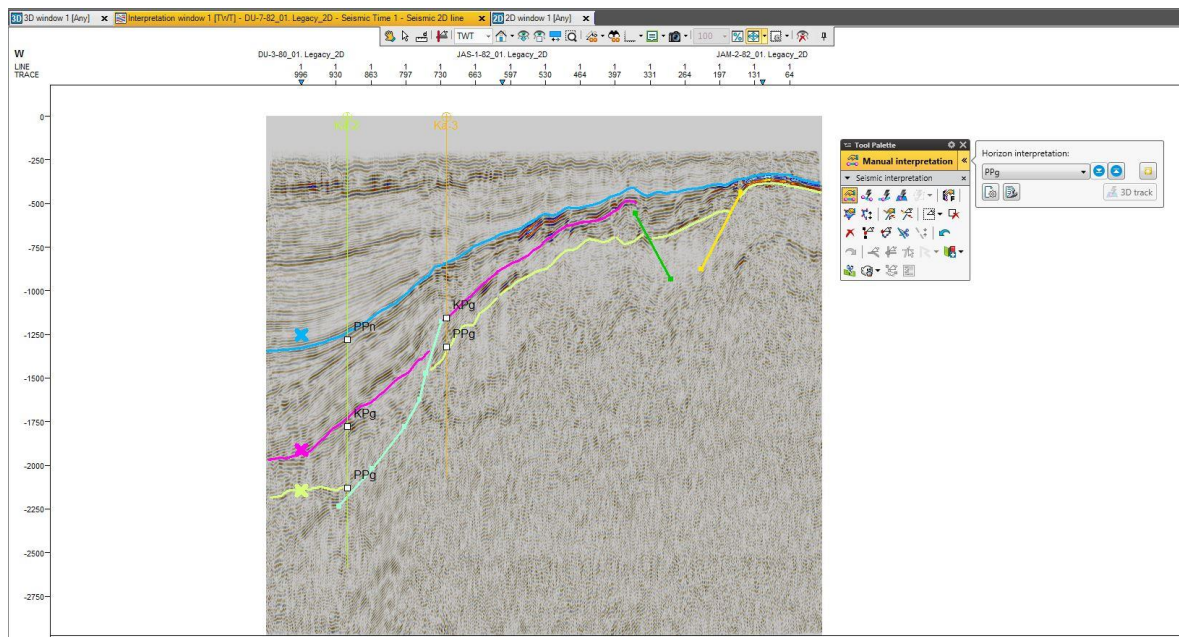 3D 3D window 1 [Any] x Interpretation window 1 [TWT] - DU-7-82_01. Legacy_2D - Seismic Time 1 - Seismic 2D line x 2D 2D window 1 [Any] x
TWT 100 %
W DU-3-80_01. Legacy_2D JAS-1-82_01. Legacy_2D JAM-2-82_01. Legacy_2D
LINE 1 1 1 1 1 1 1 1 1 1 1 1 1 1 1
TRACE 996 930 863 797 730 663 597 530 464 397 331 264 197 131 64
0
-250
-500
-750
-1000
-1250
-1500
-1750
-2000
-2250
-2500
-2750
PPn
KPg
PPg
KPg
PPg
Tool Palette
Manual interpretation «
Seismic interpretation x
Horizon interpretation:
PPg
3D track